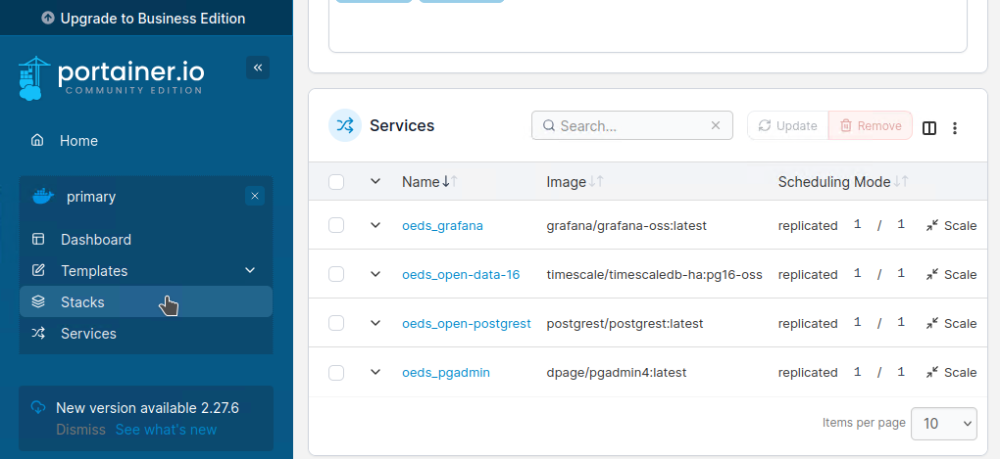 Upgrade to Business Edition
portainer.io
COMMUNITY EDITION
Home
primary
Dashboard
Templates
Stacks
Services
New version available 2.27.6
Dismiss See what's new
Services
Search...
Update
Remove
Name Image Scheduling Mode
oeds_grafana grafana/grafana-oss:latest replicated 1 / 1 Scale
oeds_open-data-16 timescale/timescaledb-ha:pg16-oss replicated 1 / 1 Scale
oeds_open-postgrest postgrest/postgrest:latest replicated 1 / 1 Scale
oeds_pgadmin dpage/pgadmin4:latest replicated 1 / 1 Scale
Items per page 10